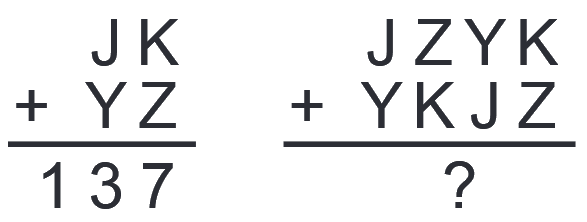 JK
+ YZ
137
JZYK
+ YKJZ
?